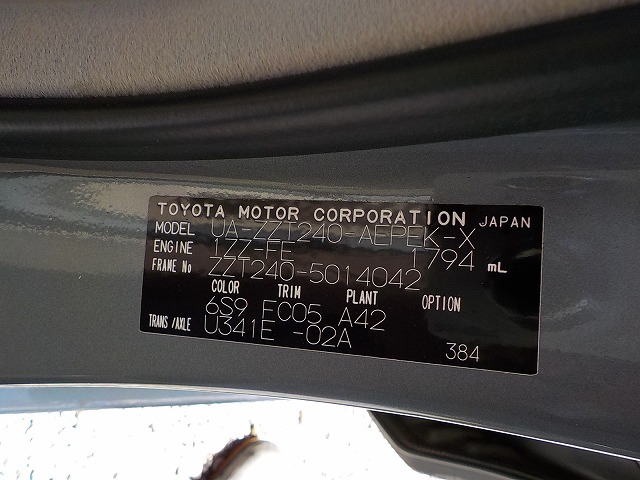 TOYOTA MOTOR CORPORATION JAPAN
MODEL UA-ZZT240-AEPEK-X
ENGINE 1ZZ-FE 1794 mL
FRAME No ZZT240-5014042
COLOR TRIM PLANT OPTION
6S9 EC05 A42
TRANS/AXLE U341E -02A
384